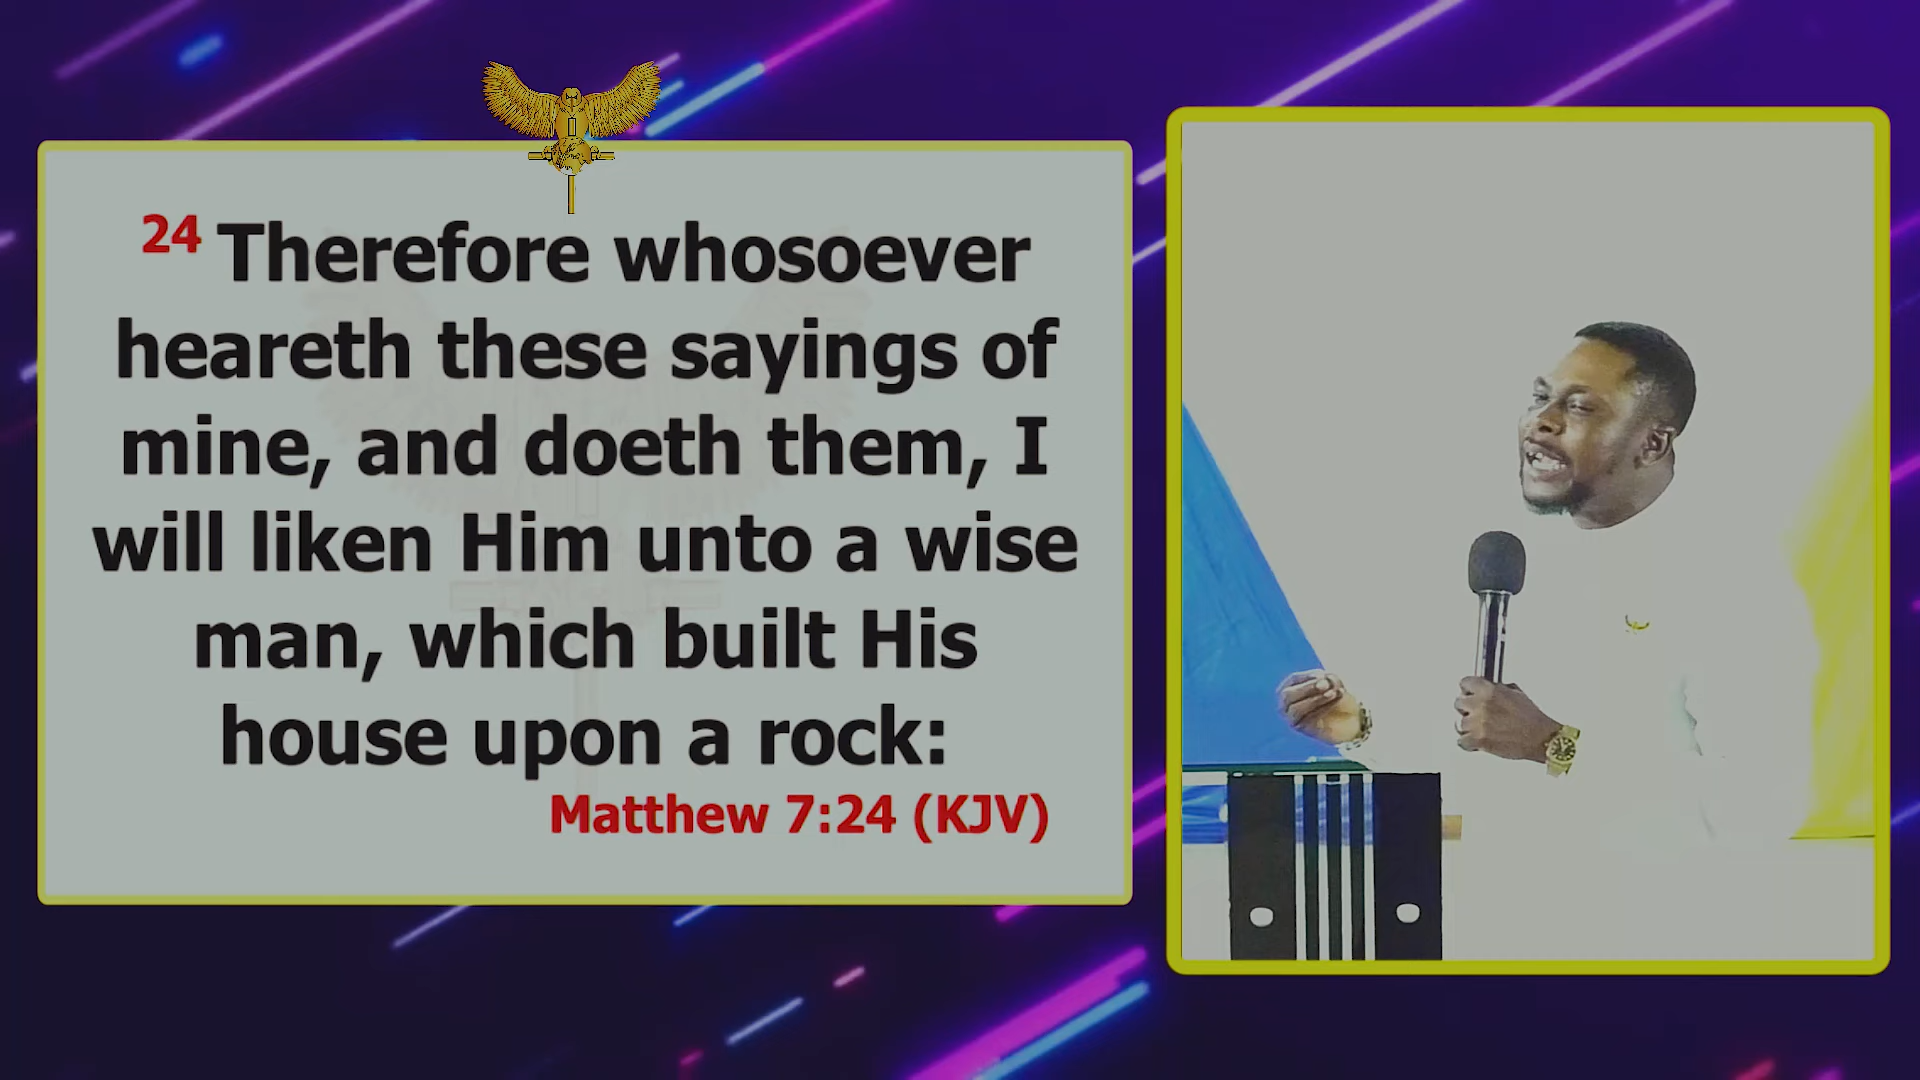 24 Therefore whosoever
heareth these sayings of
mine, and doeth them, I
will liken Him unto a wise
man, which built His
house upon a rock:
Matthew 7:24 (KJV)